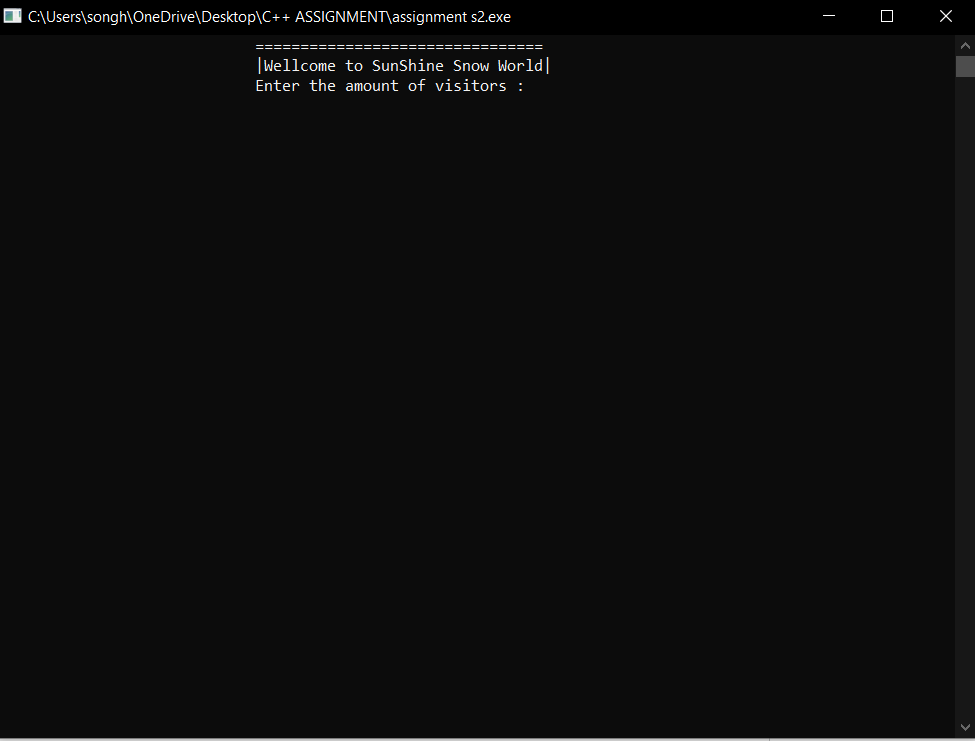 C:\Users\songh\OneDrive\Desktop\C++ ASSIGNMENT\assignment s2.exe
================================
|Wellcome to SunShine Snow World|
Enter the amount of visitors :